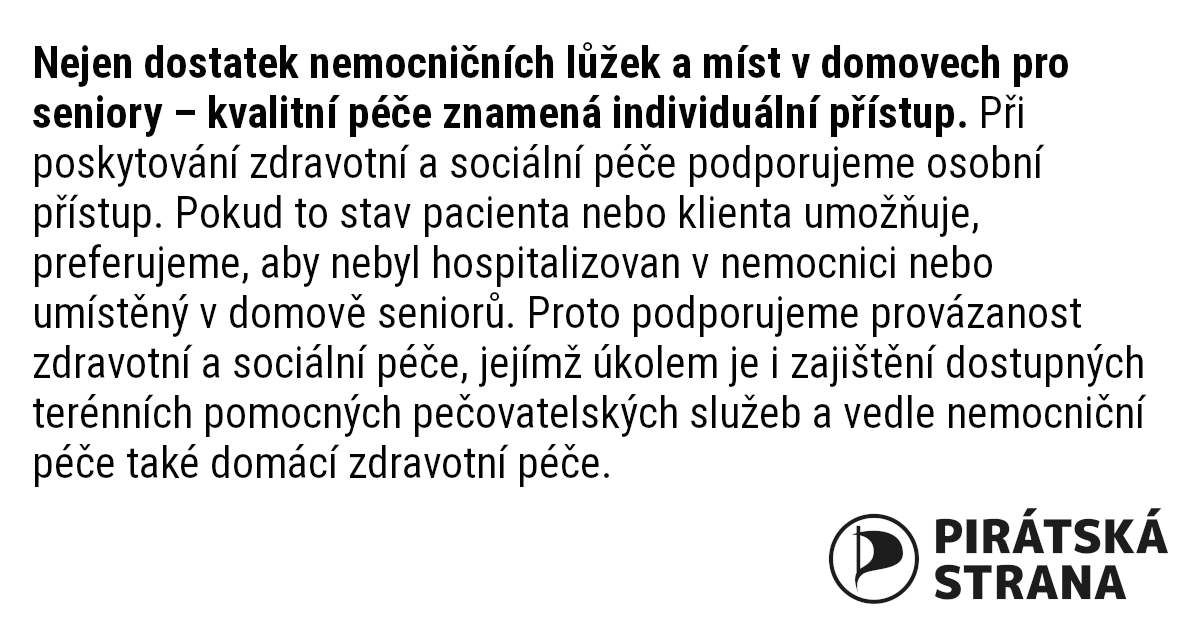 Nejen dostatek nemocničních lůžek a míst v domovech pro
seniory – kvalitní péče znamená individuální přístup. Při
poskytování zdravotní a sociální péče podporujeme osobní
přístup. Pokud to stav pacienta nebo klienta umožňuje,
preferujeme, aby nebyl hospitalizovan v nemocnici nebo
umístěný v domově seniorů. Proto podporujeme provázanost
zdravotní a sociální péče, jejímž úkolem je i zajištění dostupných
terénních pomocných pečovatelských služeb a vedle nemocniční
péče také domácí zdravotní péče.
PIRÁTSKÁ
STRANA